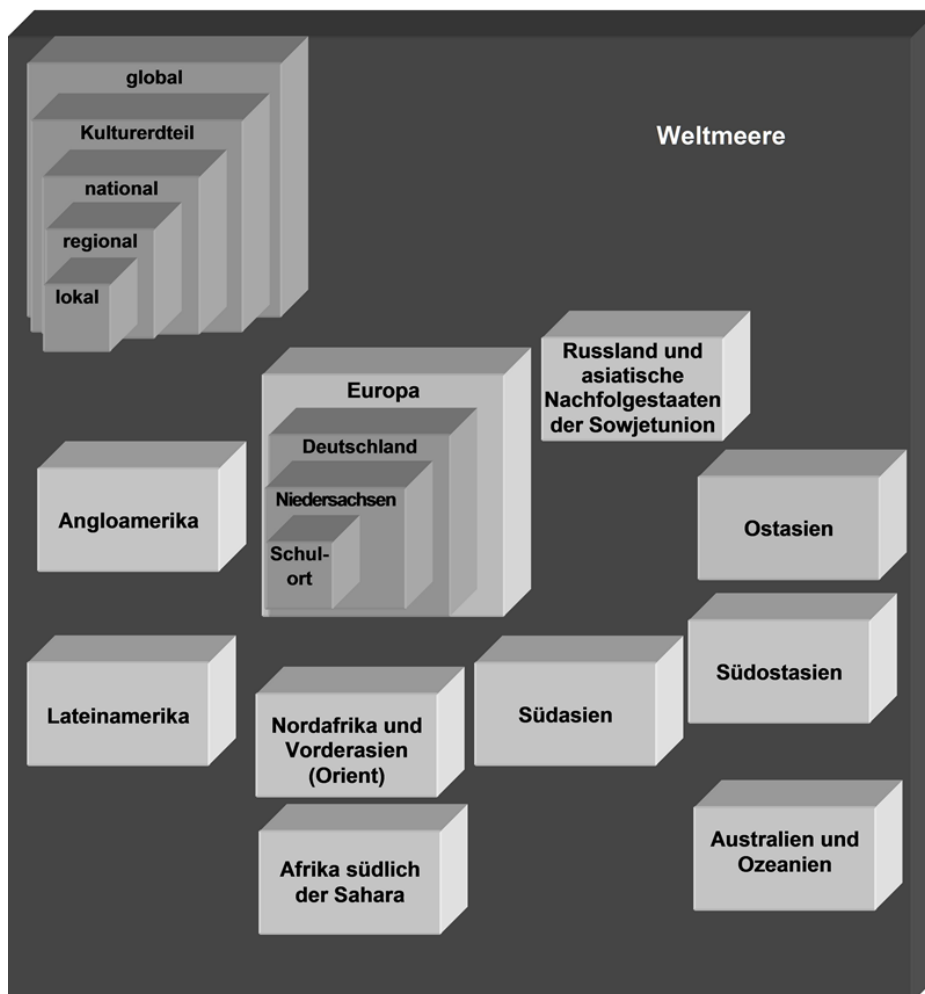 global
Kulturerdteil
national
regional
lokal
Weltmeere
Russland und
asiatische
Nachfolgestaaten
der Sowjetunion
Europa
Deutschland
Niedersachsen
Schul-
ort
Angloamerika
Ostasien
Lateinamerika
Nordafrika und
Vorderasien
(Orient)
Südasien
Südostasien
Afrika südlich
der Sahara
Australien und
Ozeanien